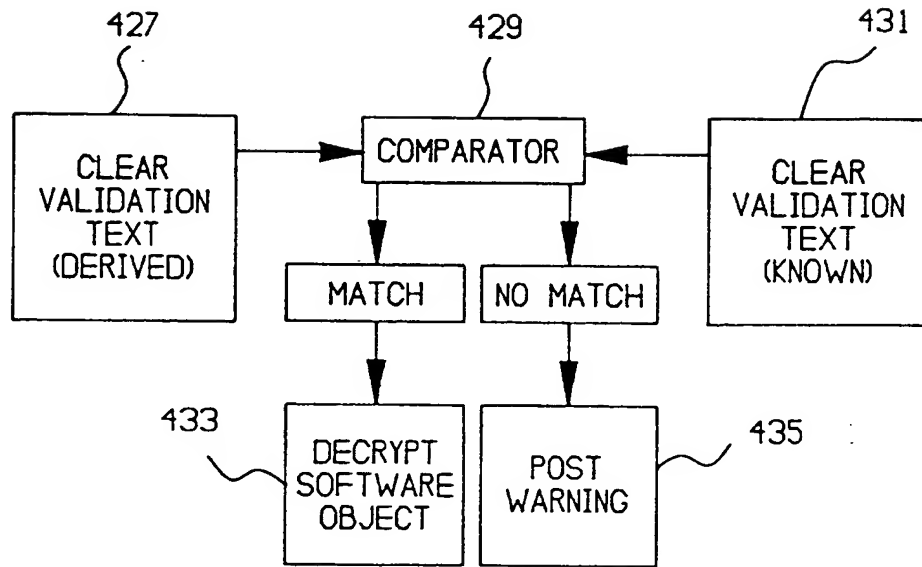 427
429
431
CLEAR
VALIDATION
TEXT
(DERIVED)
COMPARATOR
CLEAR
VALIDATION
TEXT
(KNOWN)
MATCH
NO MATCH
433
DECRYPT
SOFTWARE
OBJECT
POST
WARNING
435